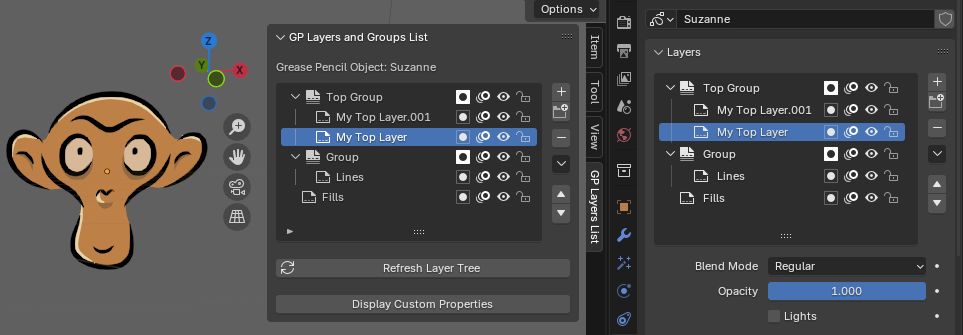 Options
Z
Y
X
GP Layers and Groups List
Grease Pencil Object: Suzanne
Top Group
My Top Layer.001
My Top Layer
Group
Lines
Fills
Refresh Layer Tree
Display Custom Properties
Item
Tool
View
GP Layers List
Suzanne
Layers
Top Group
My Top Layer.001
My Top Layer
Group
Lines
Fills
Blend Mode Regular
Opacity 1.000
Lights